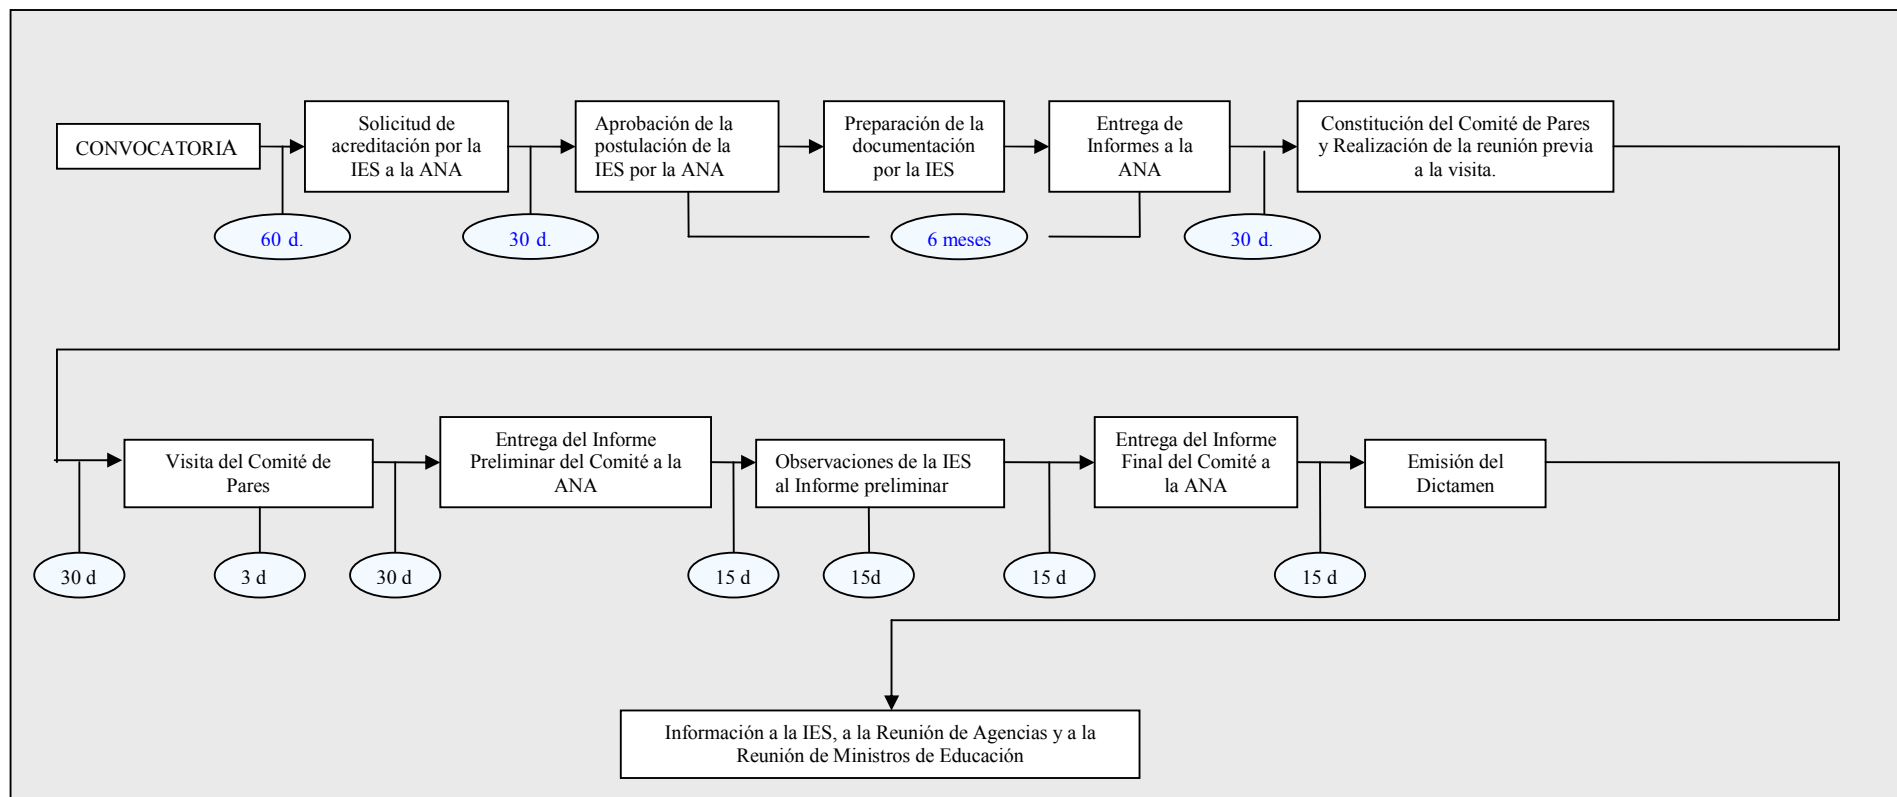 CONVOCATORIA
Solicitud de
acreditación por la
IES a la ANA
Aprobación de la
postulación de la
IES por la ANA
Preparación de la
documentación
por la IES
Entrega de
Informes a la
ANA
Constitución del Comité de Pares
y Realización de la reunión previa
a la visita.
60 d.
30 d.
6 meses
30 d.
Visita del Comité de
Pares
Entrega del Informe
Preliminar del Comité a la
ANA
Observaciones de la IES
al Informe preliminar
Entrega del Informe
Final del Comité a
la ANA
Emisión del
Dictamen
30 d
3 d
30 d
15 d
15d
15 d
15 d
Información a la IES, a la Reunión de Agencias y a la
Reunión de Ministros de Educación